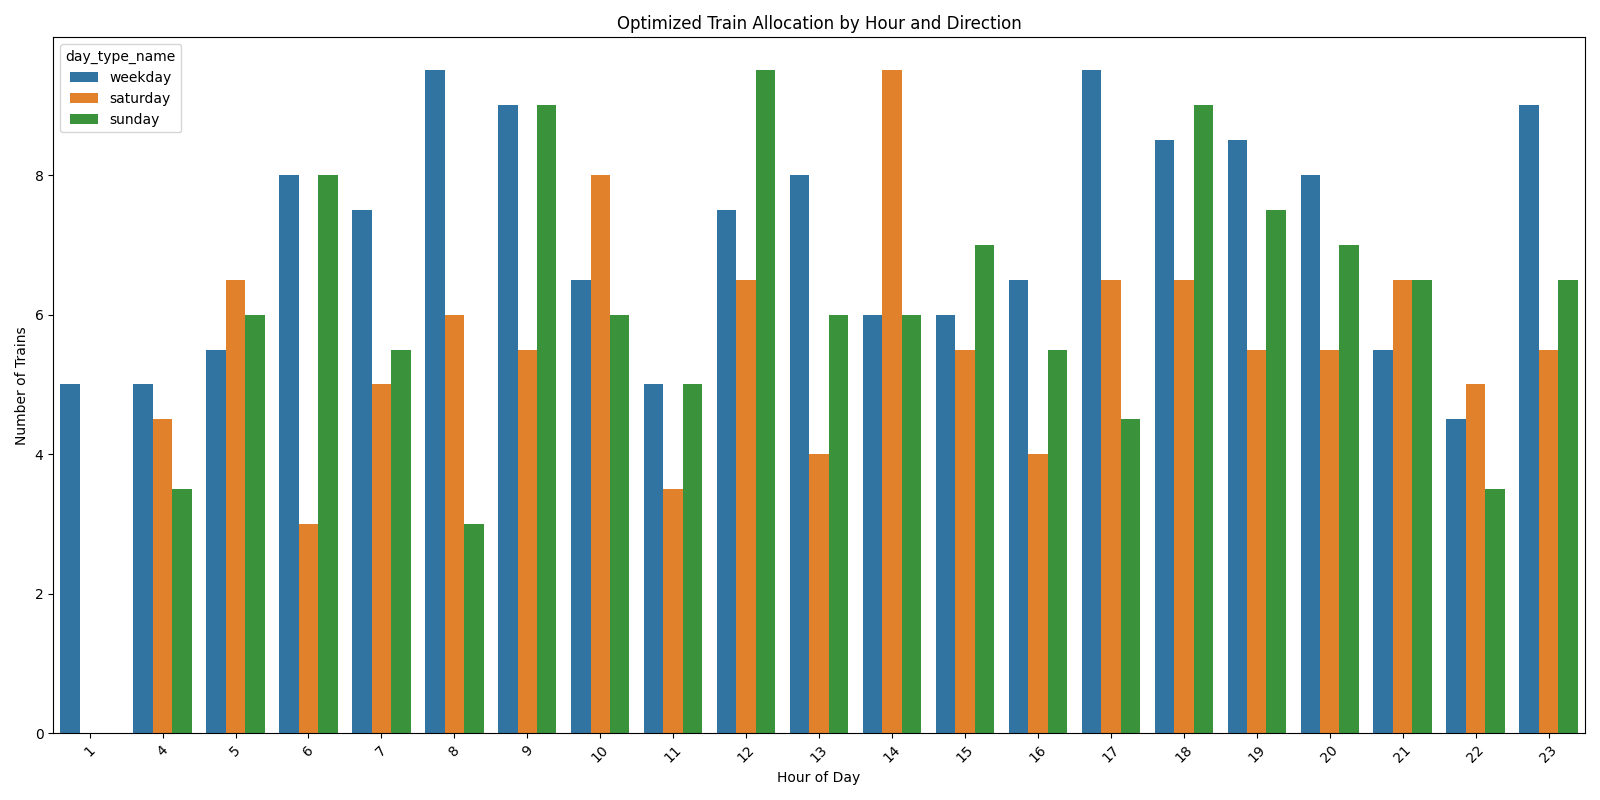 Optimized Train Allocation by Hour and Direction
day_type_name
weekday
saturday
sunday
Number of Trains
8
6
4
2
0
1 4 5 6 7 8 9 10 11 12 13 14 15 16 17 18 19 20 21 22 23
Hour of Day